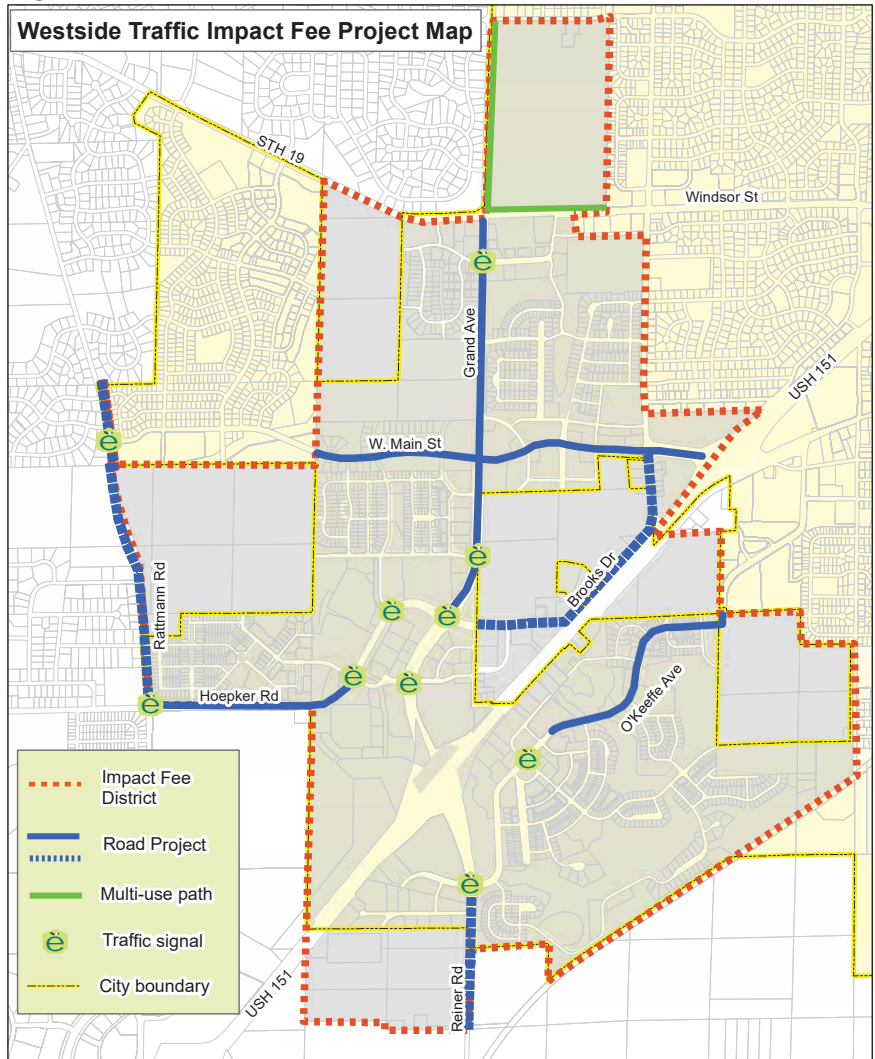 Westside Traffic Impact Fee Project Map
STH 19
Windsor St
Grand Ave
USH 151
W. Main St
Rattmann Rd
Brooks Dr
Hoepker Rd
O'Keeffe Ave
Impact Fee
District
Road Project
Multi-use path
è Traffic signal
City boundary
USH 151
Reiner Rd